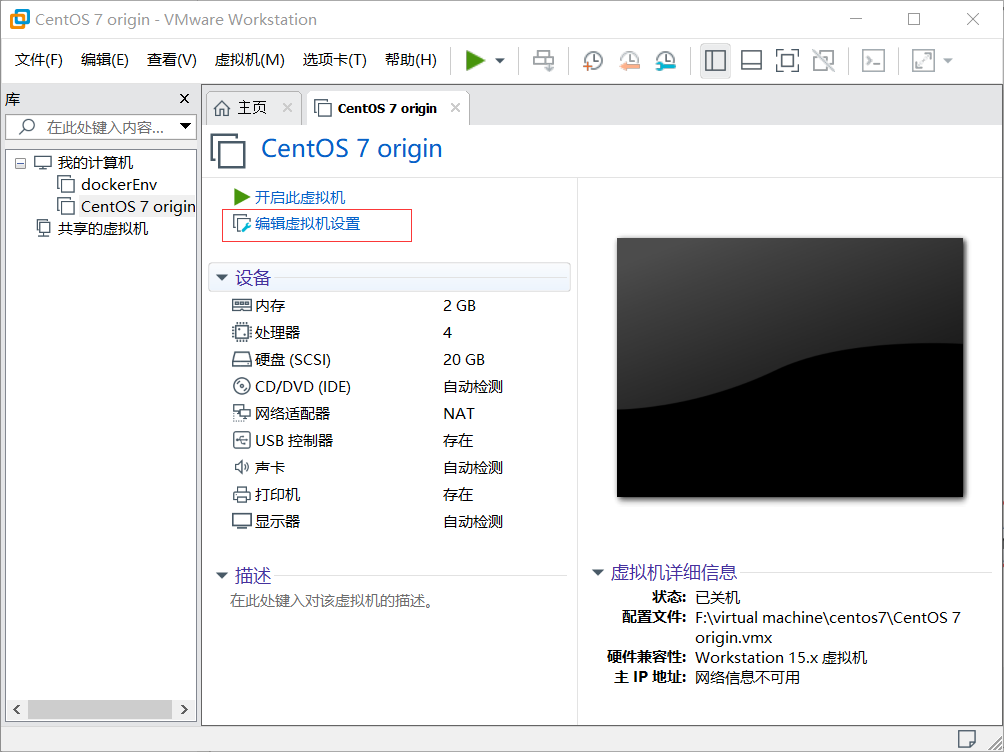 CentOS 7 origin - VMware Workstation
文件(F) 编辑(E) 查看(V) 虚拟机(M) 选项卡(T) 帮助(H)
库
在此处键入内容...
我的计算机
dockerEnv
CentOS 7 origin
共享的虚拟机
主页
CentOS 7 origin
CentOS 7 origin
开启此虚拟机
编辑虚拟机设置
设备
内存 2 GB
处理器 4
硬盘 (SCSI) 20 GB
CD/DVD (IDE) 自动检测
网络适配器 NAT
USB 控制器 存在
声卡 自动检测
打印机 存在
显示器 自动检测
描述
在此处键入对该虚拟机的描述。
虚拟机详细信息
状态: 已关机
配置文件: F:\virtual machine\centos7\CentOS 7
origin.vmx
硬件兼容性: Workstation 15.x 虚拟机
主 IP 地址: 网络信息不可用